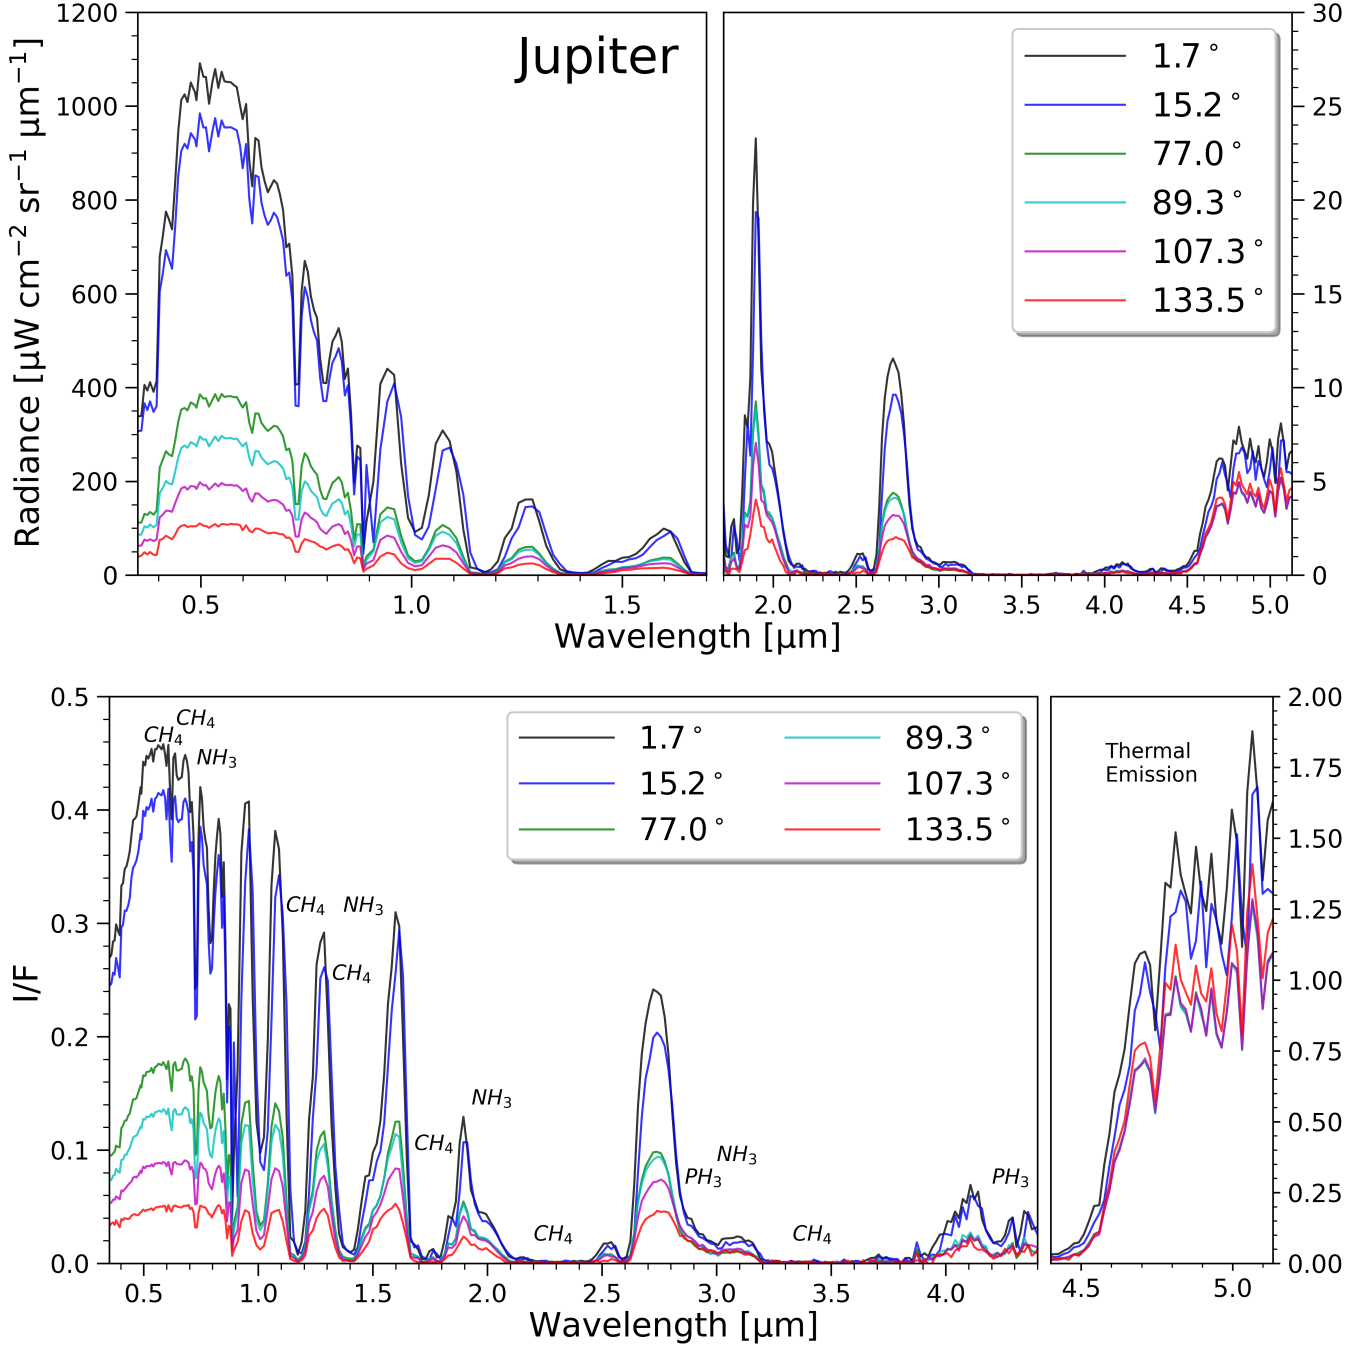 Jupiter
Radiance [μW cm⁻² sr⁻¹ μm⁻¹]
1200
1000
800
600
400
200
0
0.5 1.0 1.5
1.7°
15.2°
77.0°
89.3°
107.3°
133.5°
30
25
20
15
10
5
0
2.0 2.5 3.0 3.5 4.0 4.5 5.0
Wavelength [μm]
I/F
0.5
0.4
0.3
0.2
0.1
0.0
CH₄
CH₄
NH₃
1.7° 89.3°
15.2° 107.3°
77.0° 133.5°
CH₄ NH₃
CH₄
NH₃
CH₄
NH₃
PH₃
PH₃
CH₄
CH₄
0.5 1.0 1.5 2.0 2.5 3.0 3.5 4.0
Thermal
Emission
2.00
1.75
1.50
1.25
1.00
0.75
0.50
0.25
0.00
4.5 5.0
Wavelength [μm]